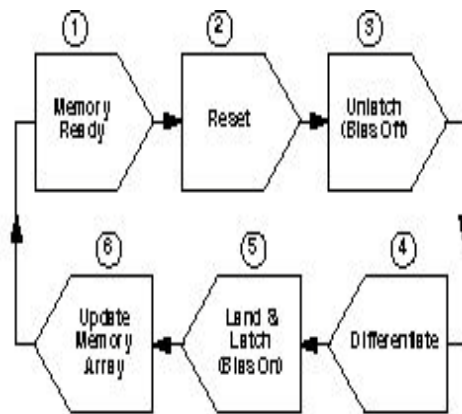 1
2
3
Memory
Ready
Reset
Unlatch
(Bias Off)
6
5
4
Update
Memory
Array
Land &
Latch
(Bias On)
Differentiate